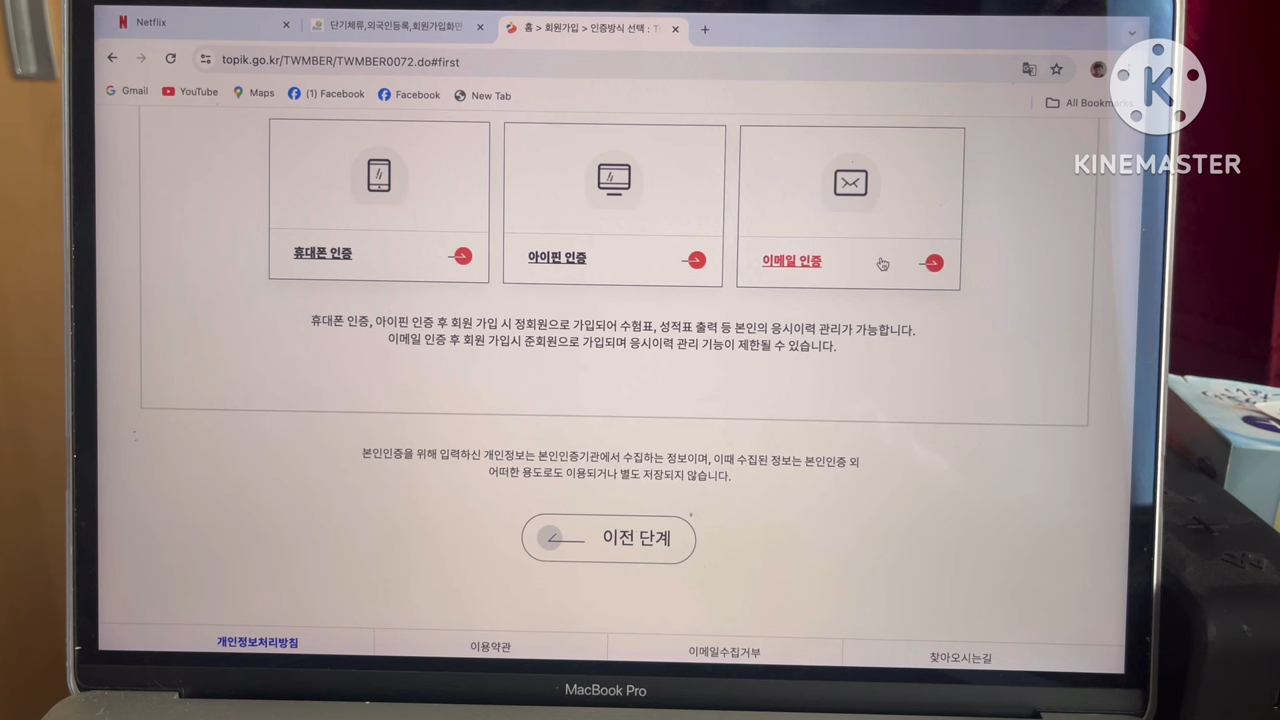 Netflix
단기체류,외국인등록,회원가입화면
홈 > 회원가입 > 인증방식 선택 : T
topik.go.kr/TWMBER/TWMBER0072.do#first
Gmail
YouTube
Maps
(1) Facebook
Facebook
New Tab
All Bookmarks
K
KINEMASTER
휴대폰 인증
아이핀 인증
이메일 인증
휴대폰 인증, 아이핀 인증 후 회원 가입 시 정회원으로 가입되어 수험표, 성적표 출력 등 본인의 응시이력 관리가 가능합니다.
이메일 인증 후 회원 가입시 준회원으로 가입되며 응시이력 관리 기능이 제한될 수 있습니다.
본인인증을 위해 입력하신 개인정보는 본인인증기관에서 수집하는 정보이며, 이때 수집된 정보는 본인인증 외
어떠한 용도로도 이용되거나 별도 저장되지 않습니다.
이전 단계
개인정보처리방침
이용약관
이메일수집거부
찾아오시는길
MacBook Pro